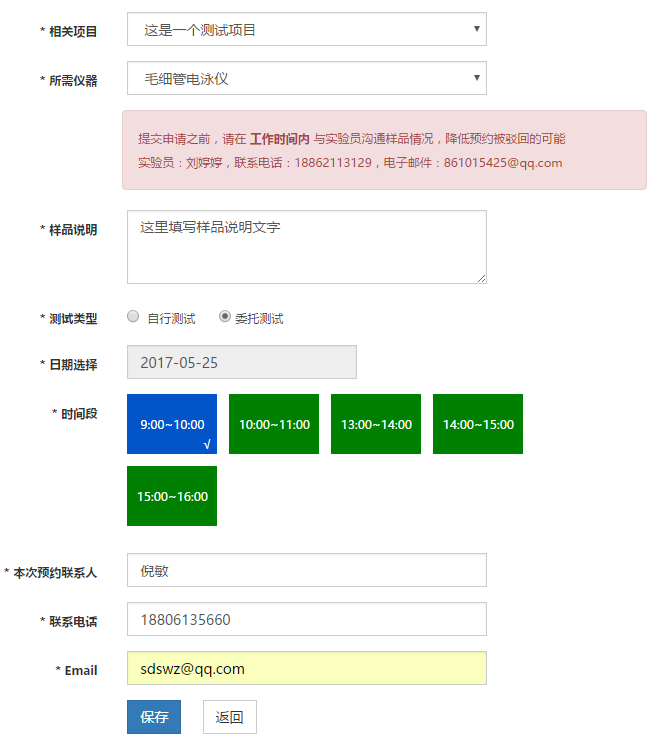 * 相关项目 这是一个测试项目
* 所需仪器 毛细管电泳仪
提交申请之前，请在 工作时间内 与实验员沟通样品情况，降低预约被驳回的可能
实验员：刘婷婷，联系电话：18862113129，电子邮件：861015425@qq.com
* 样品说明 这里填写样品说明文字
* 测试类型 自行测试 委托测试
* 日期选择 2017-05-25
* 时间段 9:00~10:00 √ 10:00~11:00 13:00~14:00 14:00~15:00
15:00~16:00
* 本次预约联系人 倪敏
* 联系电话 18806135660
* Email sdswz@qq.com
保存 返回